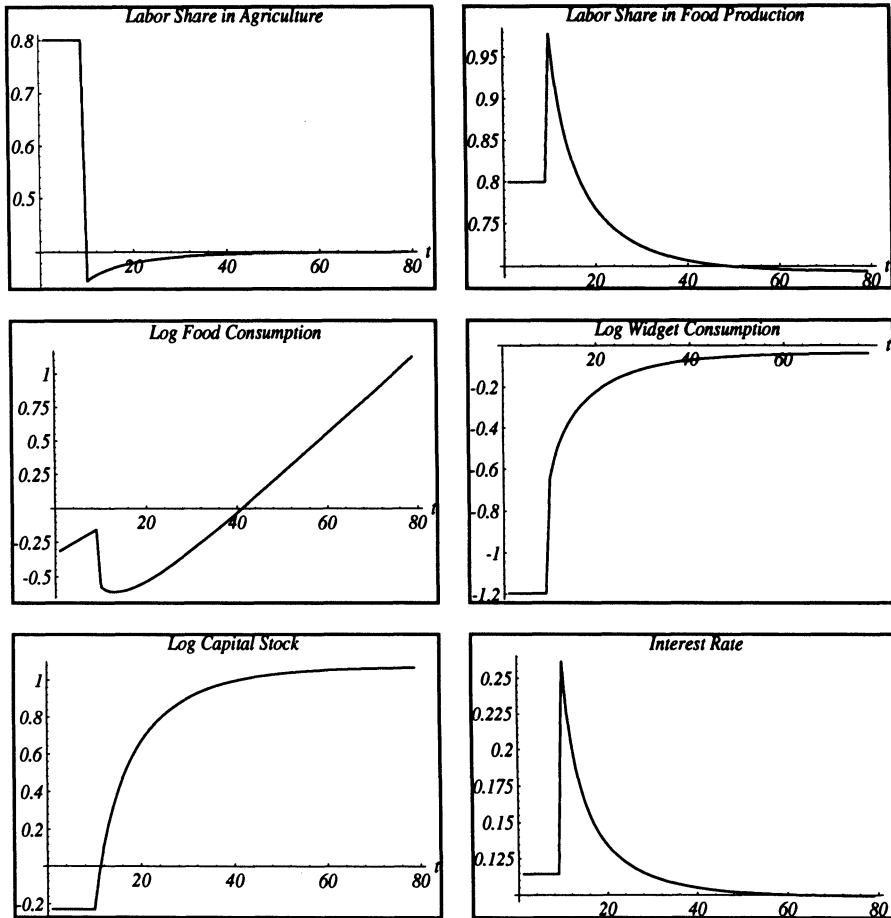 Labor Share in Agriculture
0.8
0.7
0.6
0.5
20 40 60 80 t
Labor Share in Food Production
0.95
0.9
0.85
0.8
0.75
20 40 60 80 t
Log Food Consumption
1
0.75
0.5
0.25
-0.25
-0.5
20 40 60 80 t
Log Widget Consumption
20 40 60 t
-0.2
-0.4
-0.6
-0.8
-1
-1.2
Log Capital Stock
1
0.8
0.6
0.4
0.2
-0.2
20 40 60 80 t
Interest Rate
0.25
0.225
0.2
0.175
0.15
0.125
20 40 60 80 t